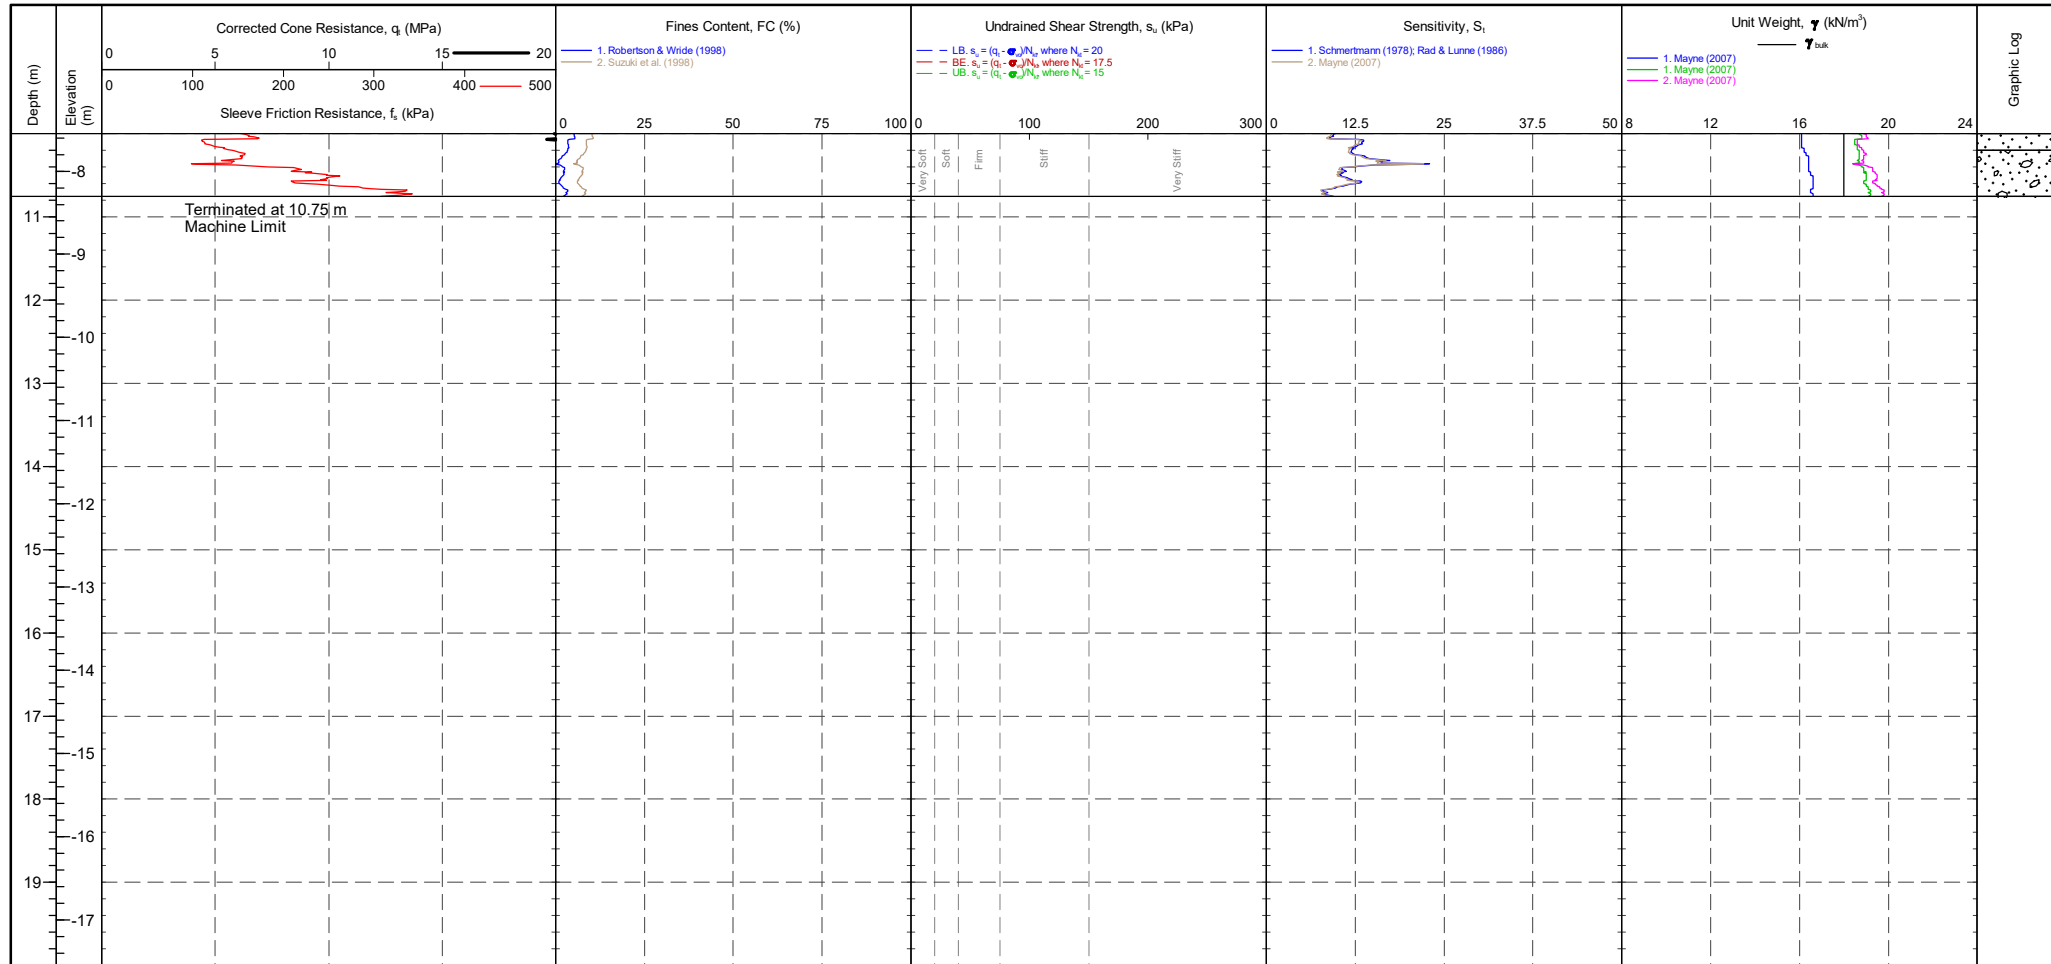 Depth (m)
Elevation (m)
Corrected Cone Resistance, qt (MPa)
0 5 10 15 20
0 100 200 300 400 500
Sleeve Friction Resistance, fs (kPa)
Fines Content, FC (%)
1. Robertson & Wride (1998)
2. Suzuki et al. (1998)
0 25 50 75 100
Undrained Shear Strength, su (kPa)
LB. su = (qt - σvo)/Nkt where Nkt = 20
BE. su = (qt - σvo)/Nkt where Nkt = 17.5
UB. su = (qt - σvo)/Nkt where Nkt = 15
0 100 200 300
Very Soft
Soft
Firm
Stiff
Very Stiff
Sensitivity, St
1. Schmertmann (1978); Rad & Lunne (1986)
2. Mayne (2007)
0 12.5 25 37.5 50
Unit Weight, γ (kN/m³)
γbulk
1. Mayne (2007)
1. Mayne (2007)
2. Mayne (2007)
8 12 16 20 24
Graphic Log
-8
Terminated at 10.75 m
Machine Limit
11
-9
12
-10
13
-11
14
-12
15
-13
16
-14
17
-15
18
-16
19
-17